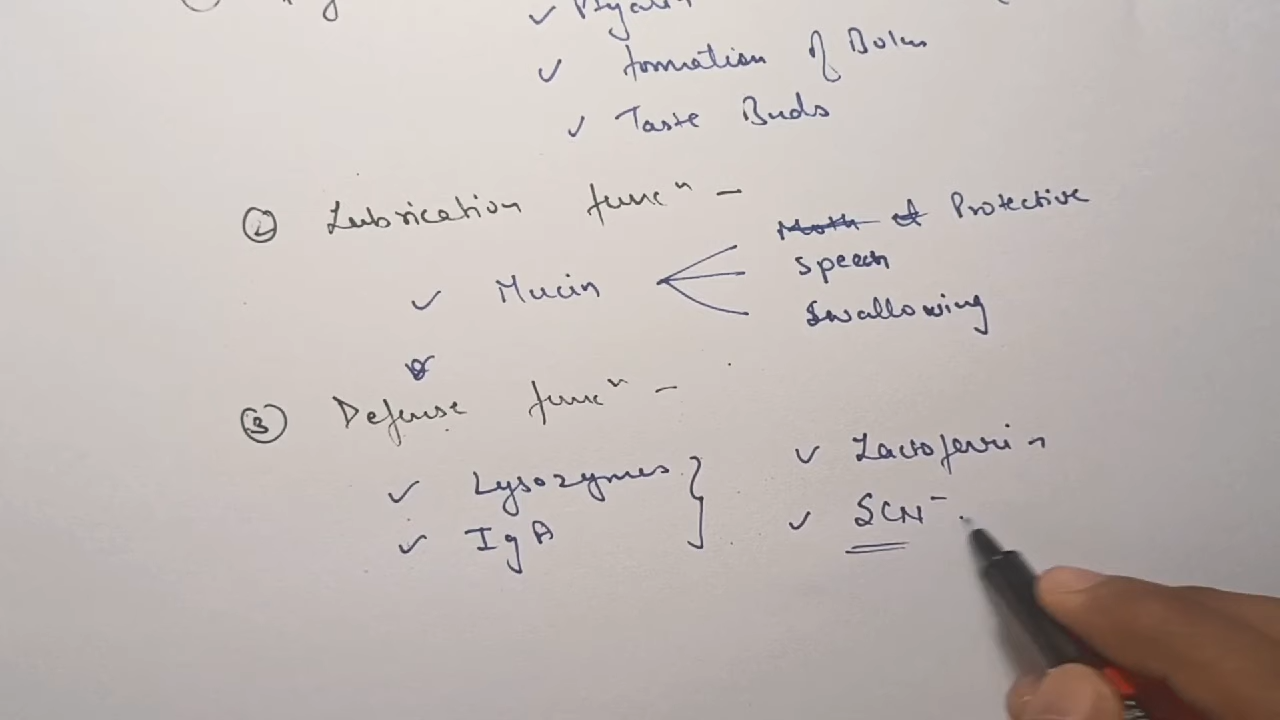 ✓ formation of Bolus
✓ Taste Buds
② Lubrication funcⁿ -
✓ Mucin
Protective
Speech
Swallowing
③ Defense funcⁿ -
✓ Lysozymes
✓ IgA
✓ Lactoferrin
✓ SCN⁻